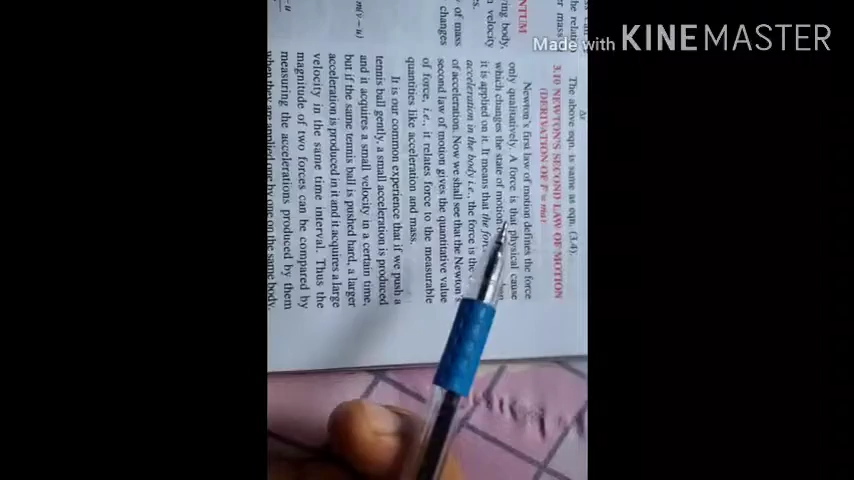 Made with KINEMASTER
The above eqn. is same as eqn. (3.4).
3.10 NEWTON'S SECOND LAW OF MOTION
(DERIVATION OF F = ma)
Newton's first law of motion defines the force
only qualitatively. A force is that physical cause
which changes the state of motion
it is applied on it. It means that the
acceleration in the body i.e., the force is the
of acceleration. Now we shall see that the Newton's
second law of motion gives the quantitative value
of force, i.e., it relates force to the measurable
quantities like acceleration and mass.
It is our common experience that if we push a
tennis ball gently, a small acceleration is produced
and it acquires a small velocity in a certain time,
but if the same tennis ball is pushed hard, a larger
acceleration is produced in it and it acquires a large
velocity in the same time interval. Thus the
magnitude of two forces can be compared by
measuring the accelerations produced by them
when they are applied one by one on the same body.
NTUM
body,
velocity
of mass
changes
m(v – u)